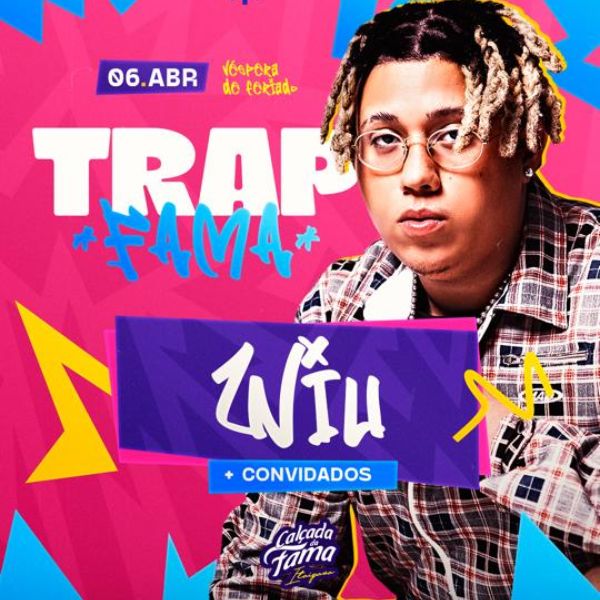 06.ABR
Véspera
do feriado
TRAP
*FAMA*
WIU
+ CONVIDADOS
Calçada
da
Fama